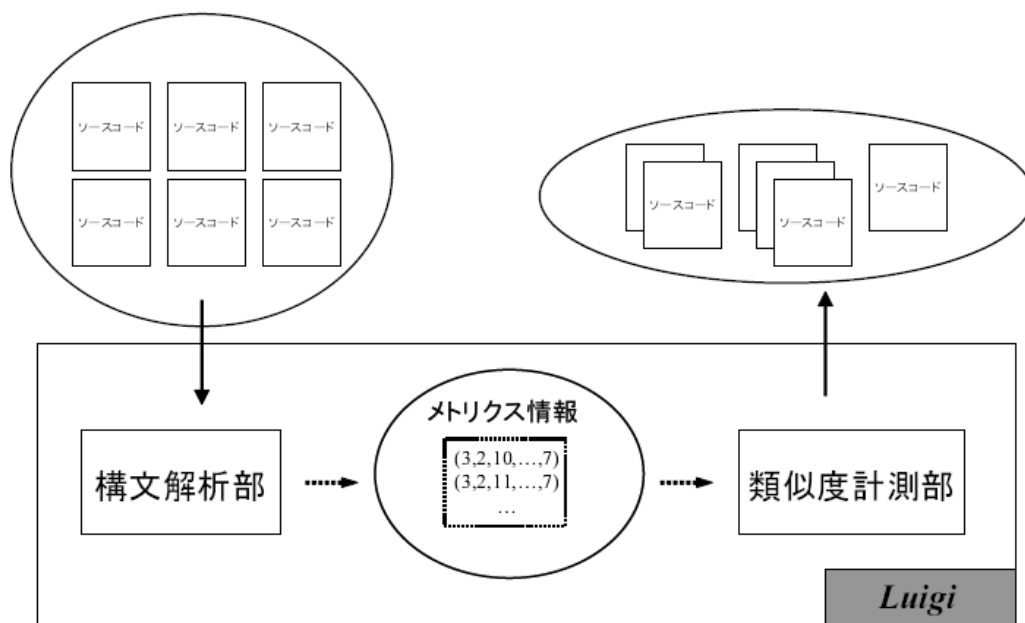 ソースコード
ソースコード
ソースコード
ソースコード
ソースコード
ソースコード
ソースコード
ソースコード
ソースコード
メトリクス情報
(3,2,10,…,7)
(3,2,11,…,7)
…
構文解析部
類似度計測部
Luigi